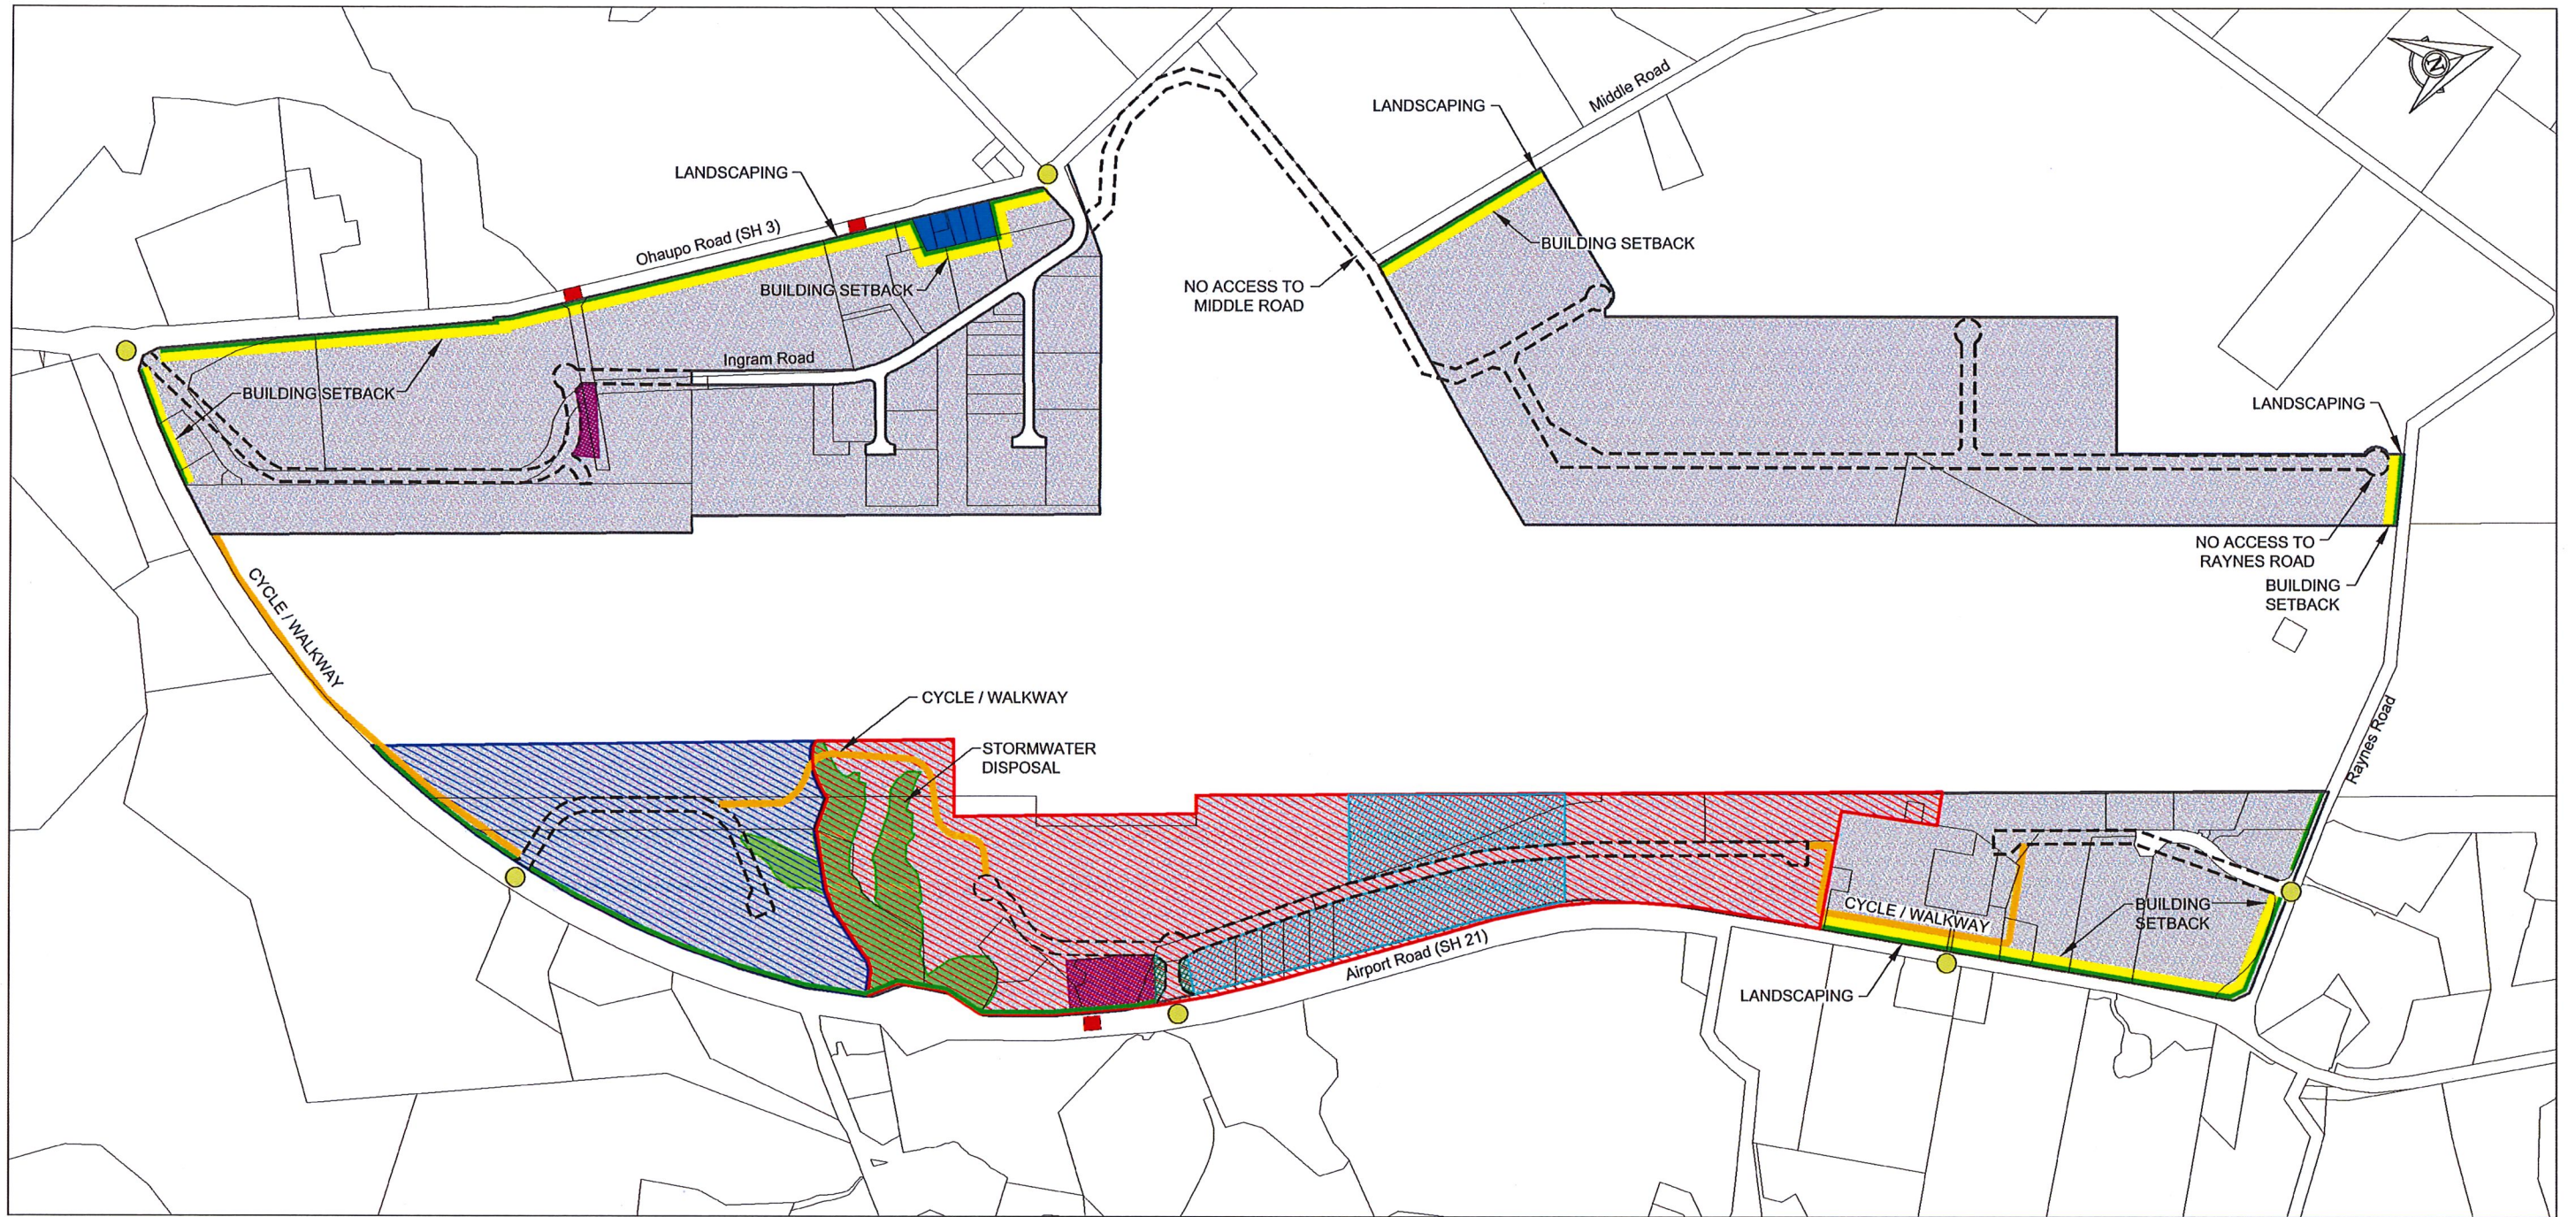 N
LANDSCAPING
Middle Road
LANDSCAPING
Ohaupo Road (SH 3)
BUILDING SETBACK
BUILDING SETBACK
NO ACCESS TO
MIDDLE ROAD
Ingram Road
BUILDING SETBACK
LANDSCAPING
NO ACCESS TO
RAYNES ROAD
BUILDING
SETBACK
CYCLE / WALKWAY
CYCLE / WALKWAY
STORMWATER
DISPOSAL
Raynes Road
CYCLE / WALKWAY
BUILDING
SETBACK
Airport Road (SH 21)
LANDSCAPING